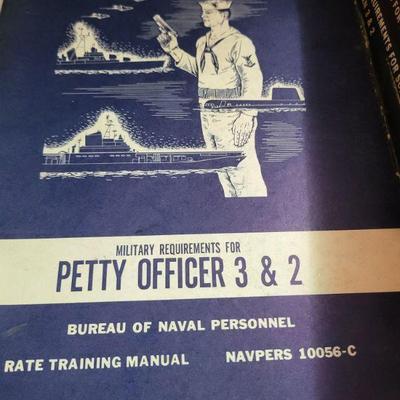 MILITARY REQUIREMENTS FOR
PETTY OFFICER 3 & 2
BUREAU OF NAVAL PERSONNEL
RATE TRAINING MANUAL NAVPERS 10056-C